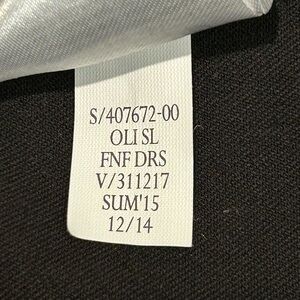 S/407672-00
OLI SL
FNF DRS
V/311217
SUM'15
12/14